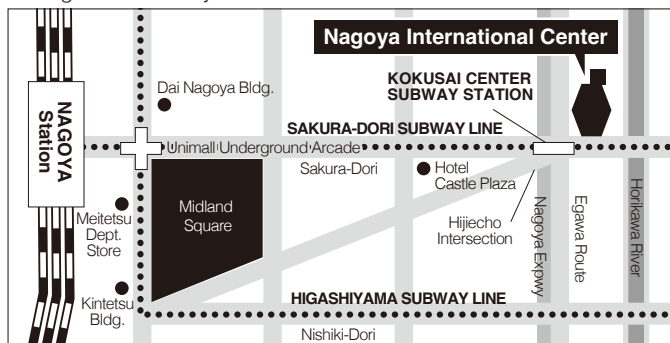 Nagoya International Center
KOKUSAI CENTER
SUBWAY STATION
Dai Nagoya Bldg.
NAGOYA
Station
SAKURA-DORI SUBWAY LINE
Unimall Underground Arcade
Sakura-Dori
Hotel
Castle Plaza
Midland
Square
Meitetsu
Dept.
Store
Hijiecho
Intersection
Nagoya Expwy
Egawa Route
Horikawa River
Kintetsu
Bldg.
HIGASHIYAMA SUBWAY LINE
Nishiki-Dori